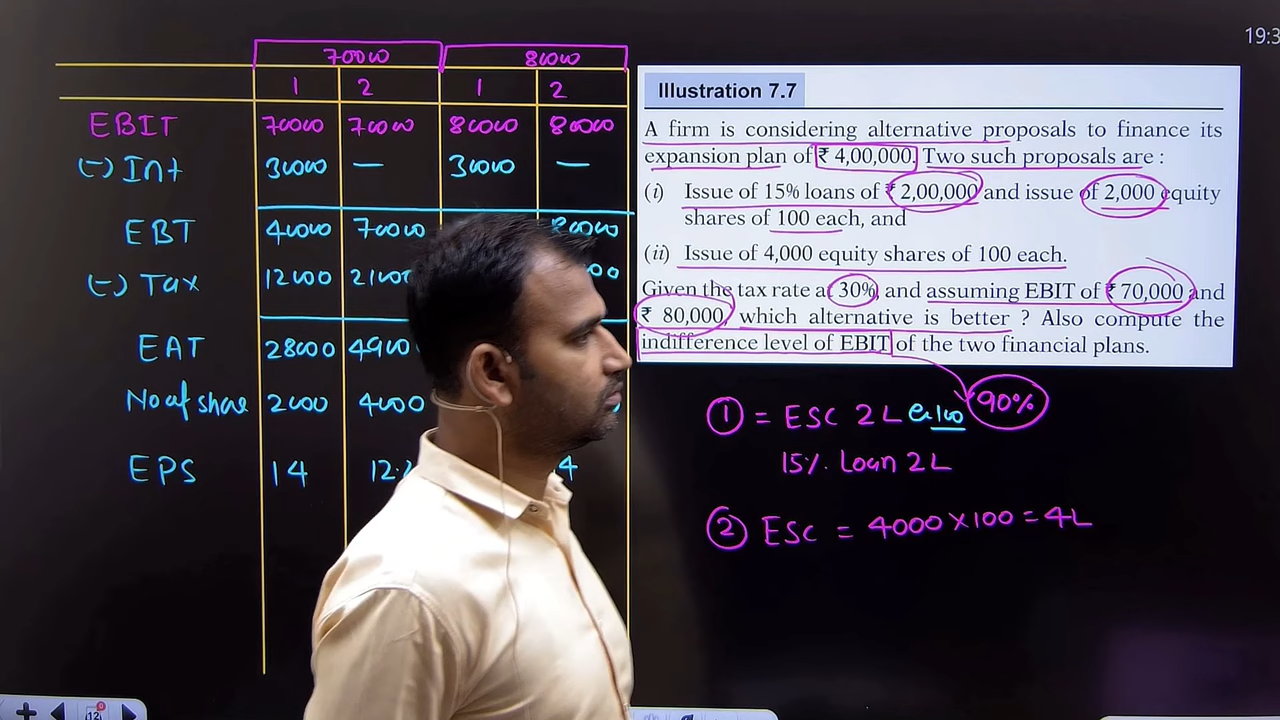 19:3
70000 80000
1 2 1 2
EBIT 70000 70000 80000 80000
(-) Int 30000 — 30000 —
EBT 40000 70000 80000
(-) Tax 12000 2100 00
EAT 28000 4900
No of share 2000 4000
EPS 14 12. 4
Illustration 7.7
A firm is considering alternative proposals to finance its
expansion plan of ₹ 4,00,000. Two such proposals are :
(i) Issue of 15% loans of ₹ 2,00,000 and issue of 2,000 equity
shares of 100 each, and
(ii) Issue of 4,000 equity shares of 100 each.
Given the tax rate at 30% and assuming EBIT of ₹ 70,000 and
₹ 80,000, which alternative is better ? Also compute the
indifference level of EBIT of the two financial plans.
90%
① = ESC 2L @ 100
15% Loan 2L
② ESC = 4000 × 100 = 4L
12